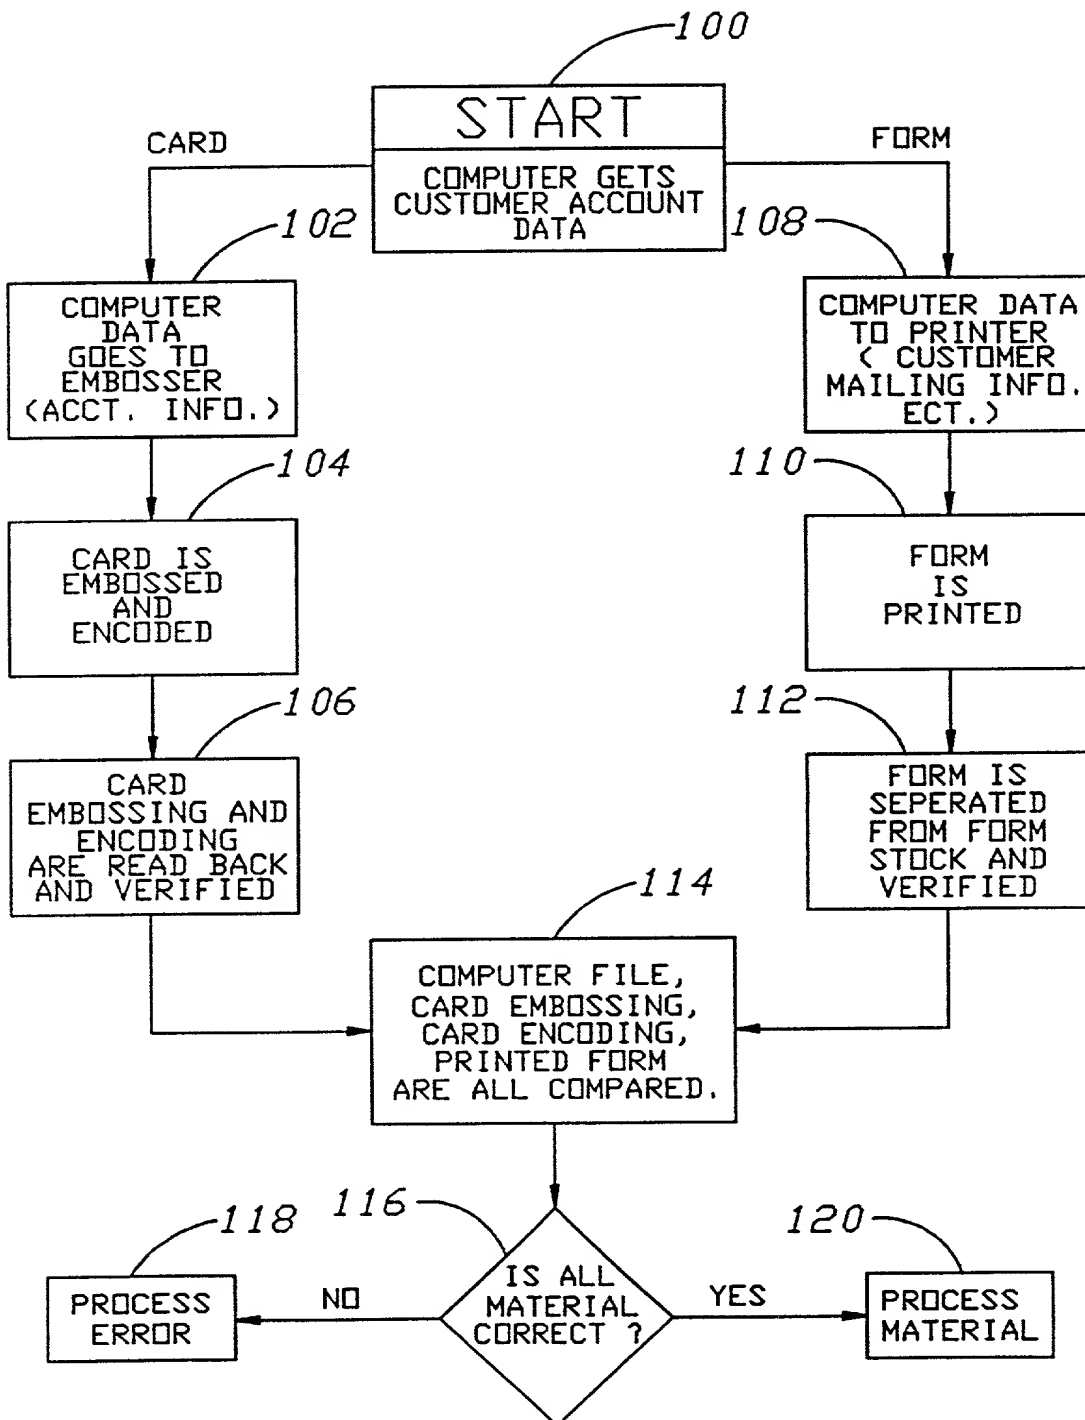 100
START
COMPUTER GETS
CUSTOMER ACCOUNT
DATA
CARD
FORM
102
COMPUTER
DATA
GOES TO
EMBOSSER
(ACCT. INFO.)
108
COMPUTER DATA
TO PRINTER
( CUSTOMER
MAILING INFO.
ECT.)
104
CARD IS
EMBOSSED
AND
ENCODED
110
FORM
IS
PRINTED
106
CARD
EMBOSSING AND
ENCODING
ARE READ BACK
AND VERIFIED
112
FORM IS
SEPERATED
FROM FORM
STOCK AND
VERIFIED
114
COMPUTER FILE,
CARD EMBOSSING,
CARD ENCODING,
PRINTED FORM
ARE ALL COMPARED.
116
IS ALL
MATERIAL
CORRECT ?
NO
YES
118
PROCESS
ERROR
120
PROCESS
MATERIAL